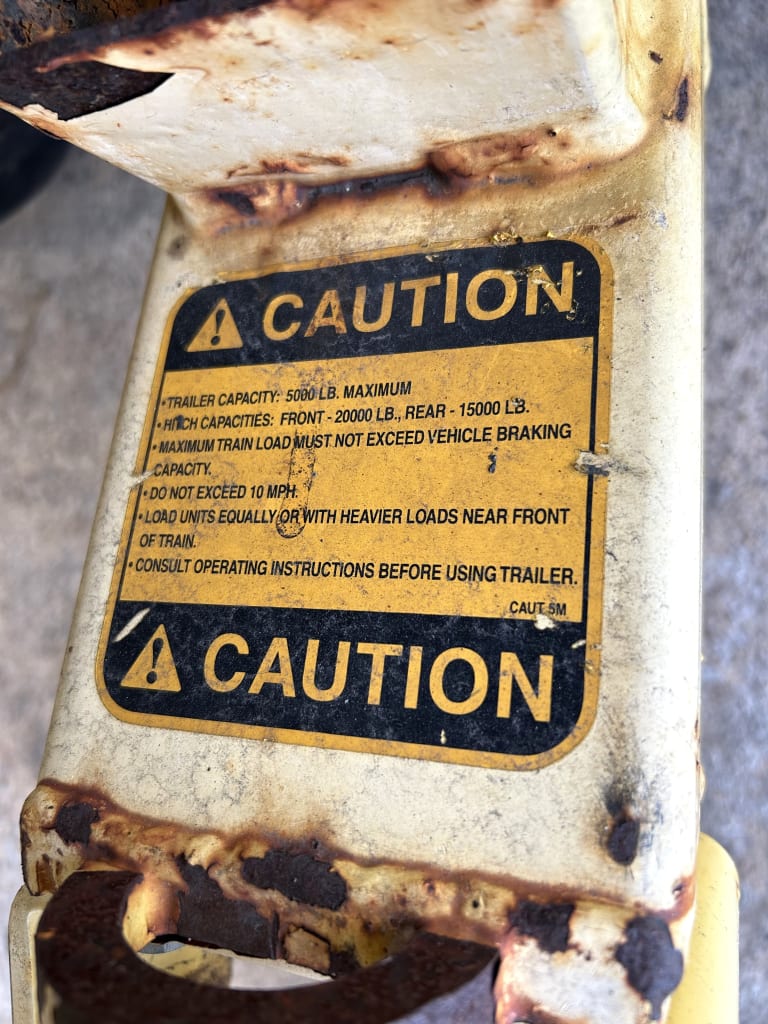 CAUTION
• TRAILER CAPACITY: 5000 LB. MAXIMUM
• HITCH CAPACITIES: FRONT - 20000 LB., REAR - 15000 LB.
• MAXIMUM TRAIN LOAD MUST NOT EXCEED VEHICLE BRAKING
CAPACITY.
• DO NOT EXCEED 10 MPH.
• LOAD UNITS EQUALLY OR WITH HEAVIER LOADS NEAR FRONT
OF TRAIN.
• CONSULT OPERATING INSTRUCTIONS BEFORE USING TRAILER.
CAUT 5M
CAUTION